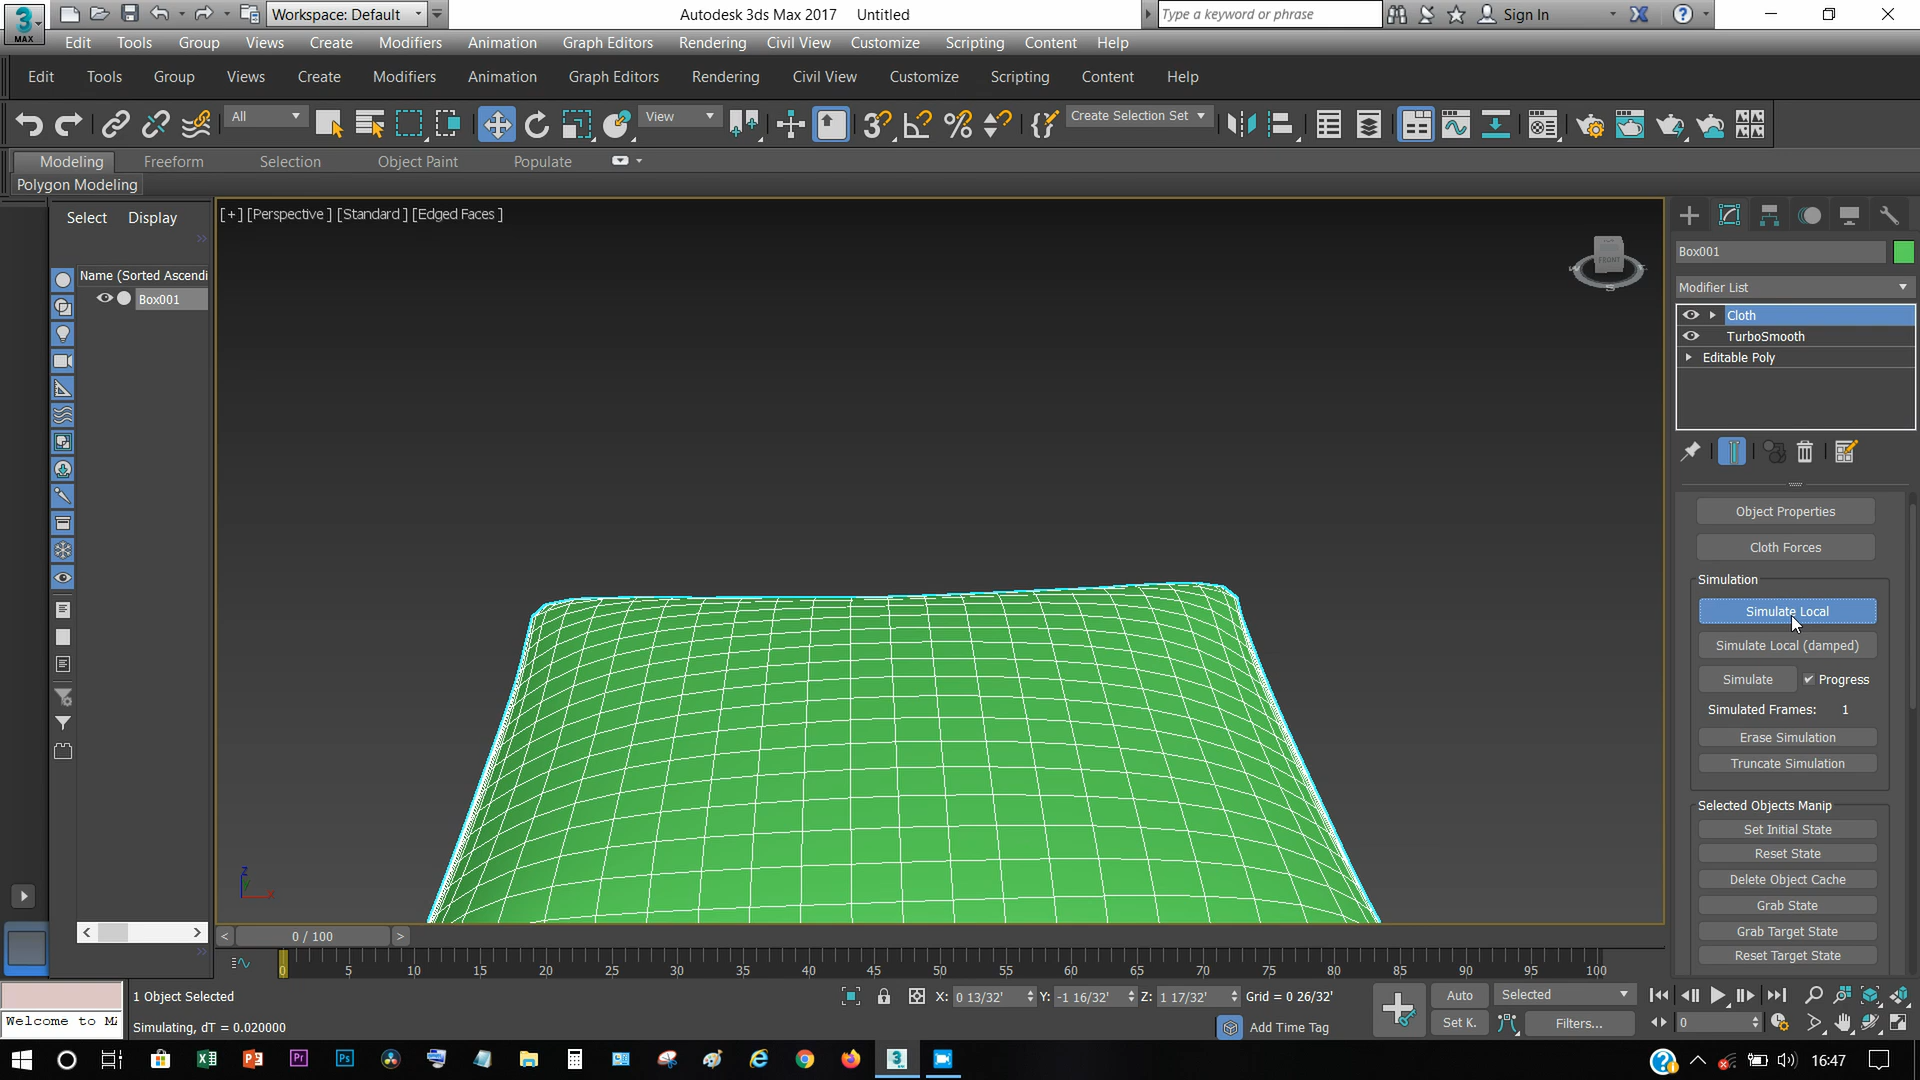 Workspace: Default
Autodesk 3ds Max 2017    Untitled
Type a keyword or phrase
Sign In
MAX
Edit Tools Group Views Create Modifiers Animation Graph Editors Rendering Civil View Customize Scripting Content Help
Edit Tools Group Views Create Modifiers Animation Graph Editors Rendering Civil View Customize Scripting Content Help
All
View
Create Selection Set
Modeling Freeform Selection Object Paint Populate
Polygon Modeling
Select Display
[+] [Perspective ] [Standard ] [Edged Faces ]
FRONT
S
Name (Sorted Ascendi
Box001
Box001
Modifier List
Cloth
TurboSmooth
Editable Poly
Object Properties
Cloth Forces
Simulation
Simulate Local
Simulate Local (damped)
Simulate Progress
Simulated Frames: 1
Erase Simulation
Truncate Simulation
Selected Objects Manip
Set Initial State
Reset State
Delete Object Cache
Grab State
Grab Target State
Reset Target State
z
x
< 0 / 100 >
0 5 10 15 20 25 30 35 40 45 50 55 60 65 70 75 80 85 90 95 100
1 Object Selected
X: 0 13/32' Y: -1 16/32' Z: 1 17/32' Grid = 0 26/32'
Auto Selected
Welcome to M
Simulating, dT = 0.020000
Add Time Tag
Set K. Filters... 0
16:47